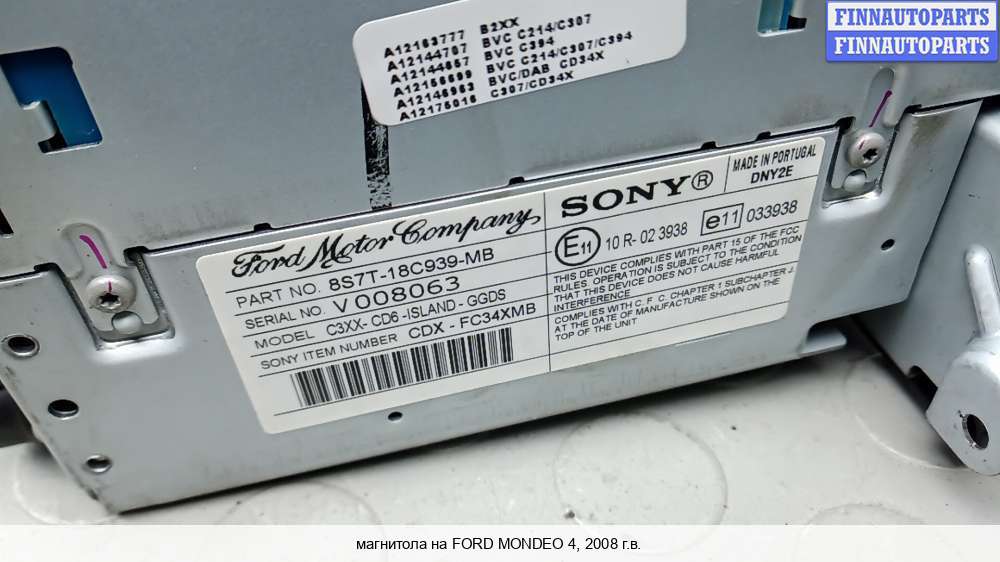 FINNAUTOPARTS
FINNAUTOPARTS
A12163777 B2XX
A12144707 BVC C214/C307
A12144657 BVC C394
A12156699 BVC C214/C307/C394
A12146963 BVC/DAB CD34X
A12175016 C307/CD34X
Ford Motor Company
PART NO. 8S7T-18C939-MB
SERIAL NO. V008063
MODEL C3XX- CD6 -ISLAND - GGDS
SONY ITEM NUMBER CDX - FC34XMB
SONY®
MADE IN PORTUGAL
DNY2E
E11 10 R- 02 3938 e11 033938
THIS DEVICE COMPLIES WITH PART 15 OF THE FCC
RULES. OPERATION IS SUBJECT TO THE CONDITION
THAT THIS DEVICE DOES NOT CAUSE HARMFUL
INTERFERENCE
COMPLIES WITH C. F. C. CHAPTER 1 SUBCHAPTER J.
AT THE DATE OF MANUFACTURE SHOWN ON THE
TOP OF THE UNIT
магнитола на FORD MONDEO 4, 2008 г.в.